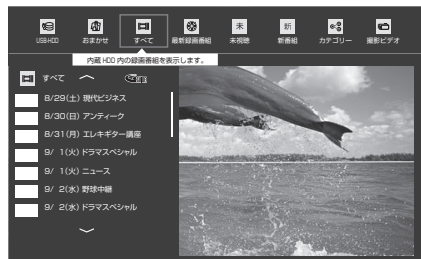 USB-HDD
おまかせ
すべて
最新録画番組
未
未視聴
新
新番組
カテゴリー
撮影ビデオ
内蔵 HDD 内の録画番組を表示します。
すべて
8/29(土) 現代ビジネス
8/30(日) アンティーク
8/31(月) エレキギター講座
9/ 1(火) ドラマスペシャル
9/ 1(火) ニュース
9/ 2(水) 野球中継
9/ 2(水) ドラマスペシャル